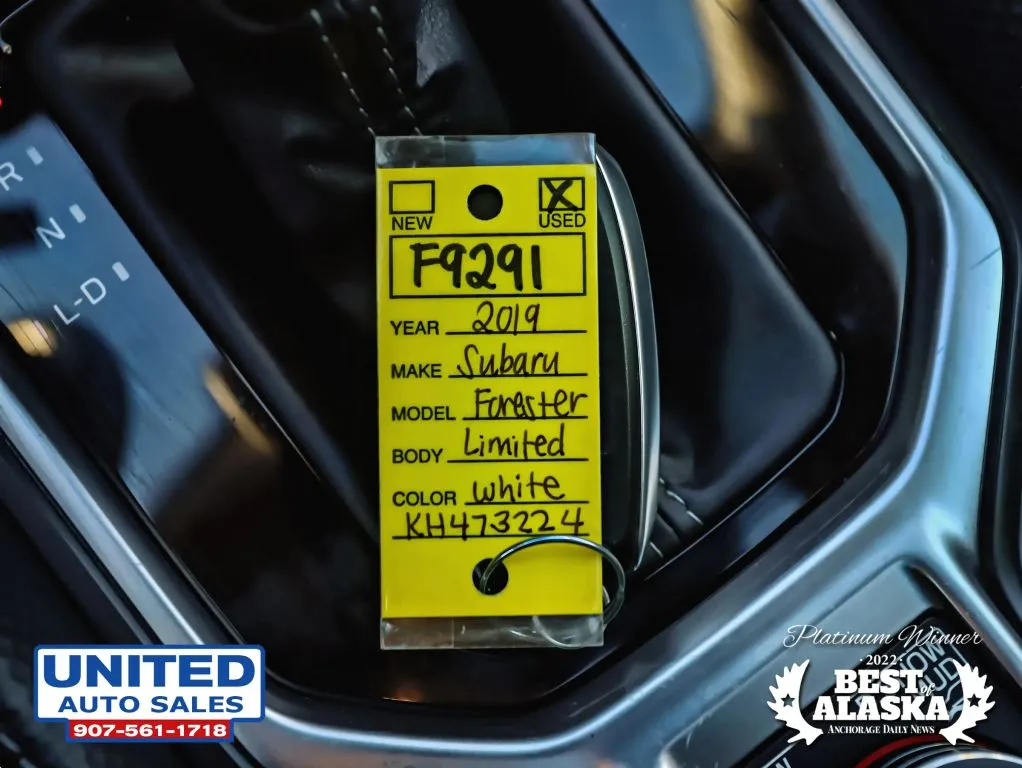 R
N
L-D
NEW
X
USED
F9291
YEAR 2019
MAKE Subaru
MODEL Forester
BODY Limited
COLOR white
KH473224
UNITED
AUTO SALES
907-561-1718
Platinum Winner
·2022·
BEST of
ALASKA
ANCHORAGE DAILY NEWS